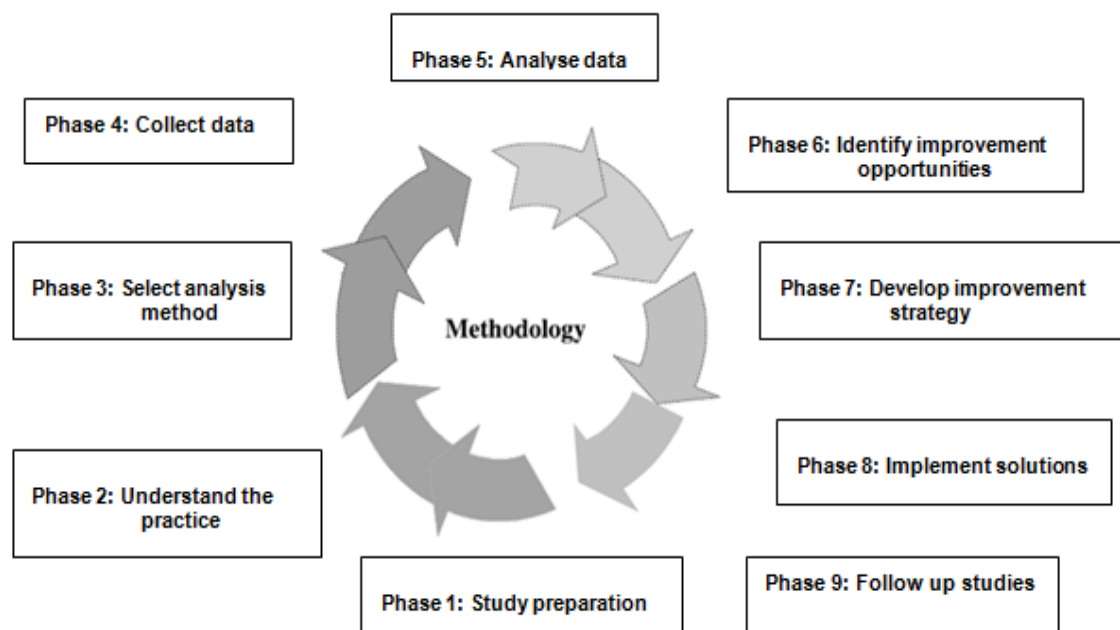 Phase 5: Analyse data
Phase 4: Collect data
Phase 6: Identify improvement
opportunities
Phase 3: Select analysis
method
Phase 7: Develop improvement
strategy
Methodology
Phase 2: Understand the
practice
Phase 8: Implement solutions
Phase 1: Study preparation
Phase 9: Follow up studies